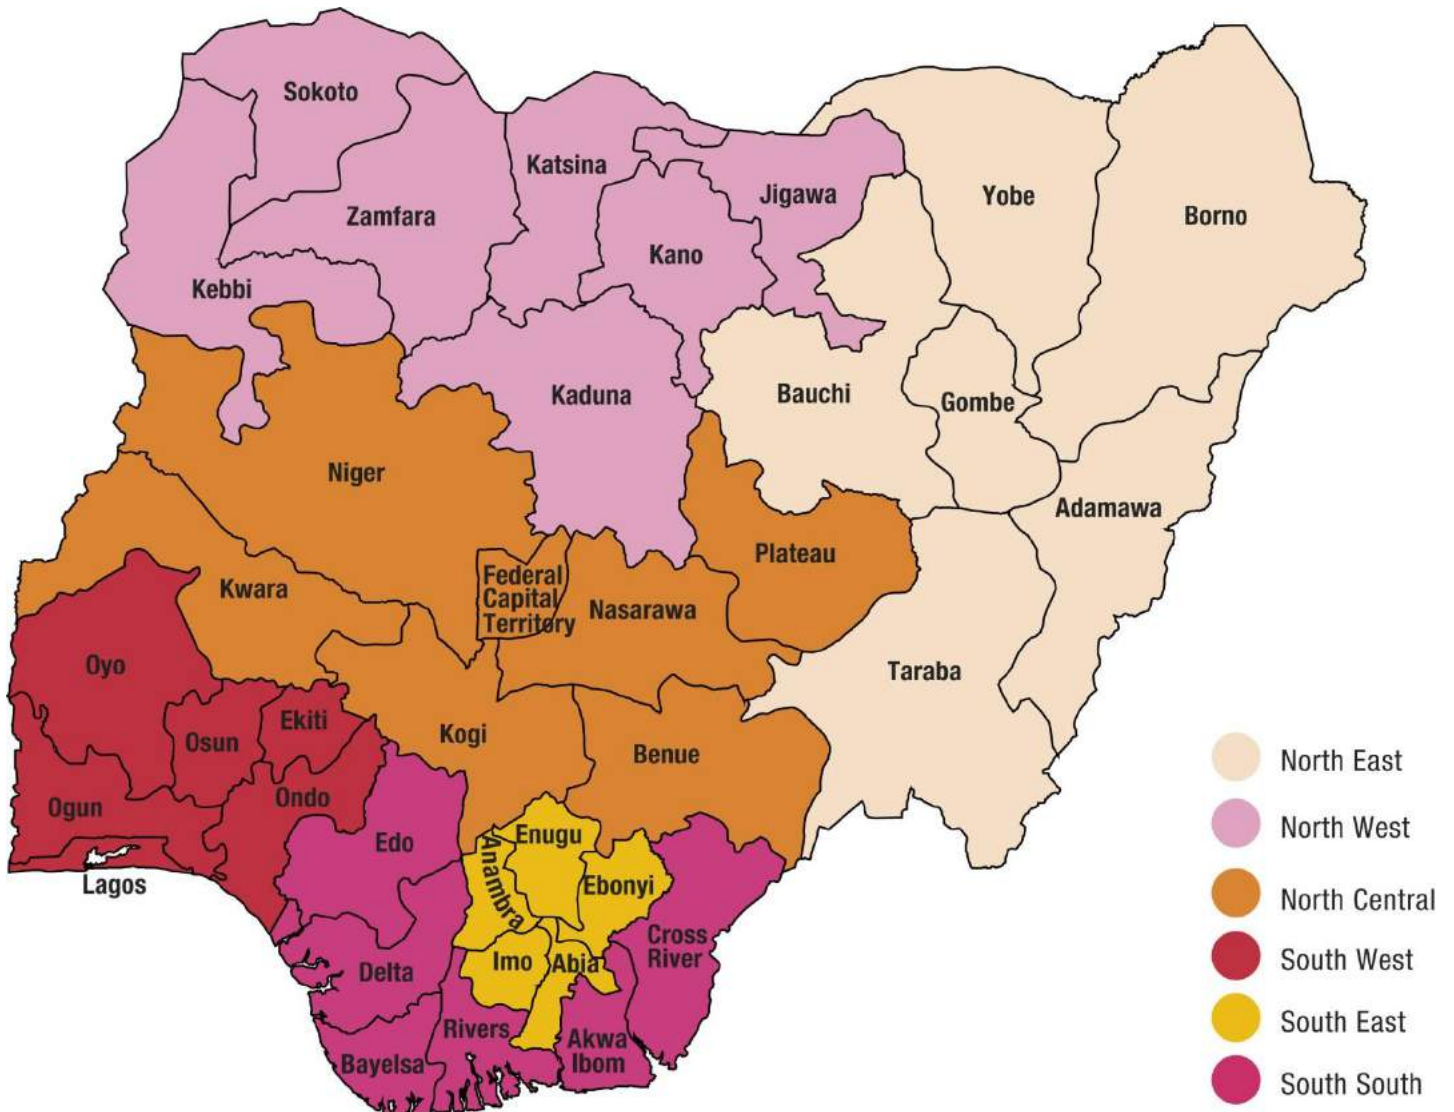 Sokoto
Katsina
Zamfara
Jigawa
Yobe
Borno
Kano
Kebbi
Kaduna
Bauchi
Gombe
Niger
Adamawa
Plateau
Federal
Capital
Territory
Nasarawa
Kwara
Oyo
Taraba
Ekiti
Osun
Kogi
Benue
Ogun
Ondo
Edo
Anambra
Enugu
Ebonyi
Lagos
Cross
River
Delta
Imo
Abia
Rivers
Akwa
Ibom
Bayelsa
North East
North West
North Central
South West
South East
South South